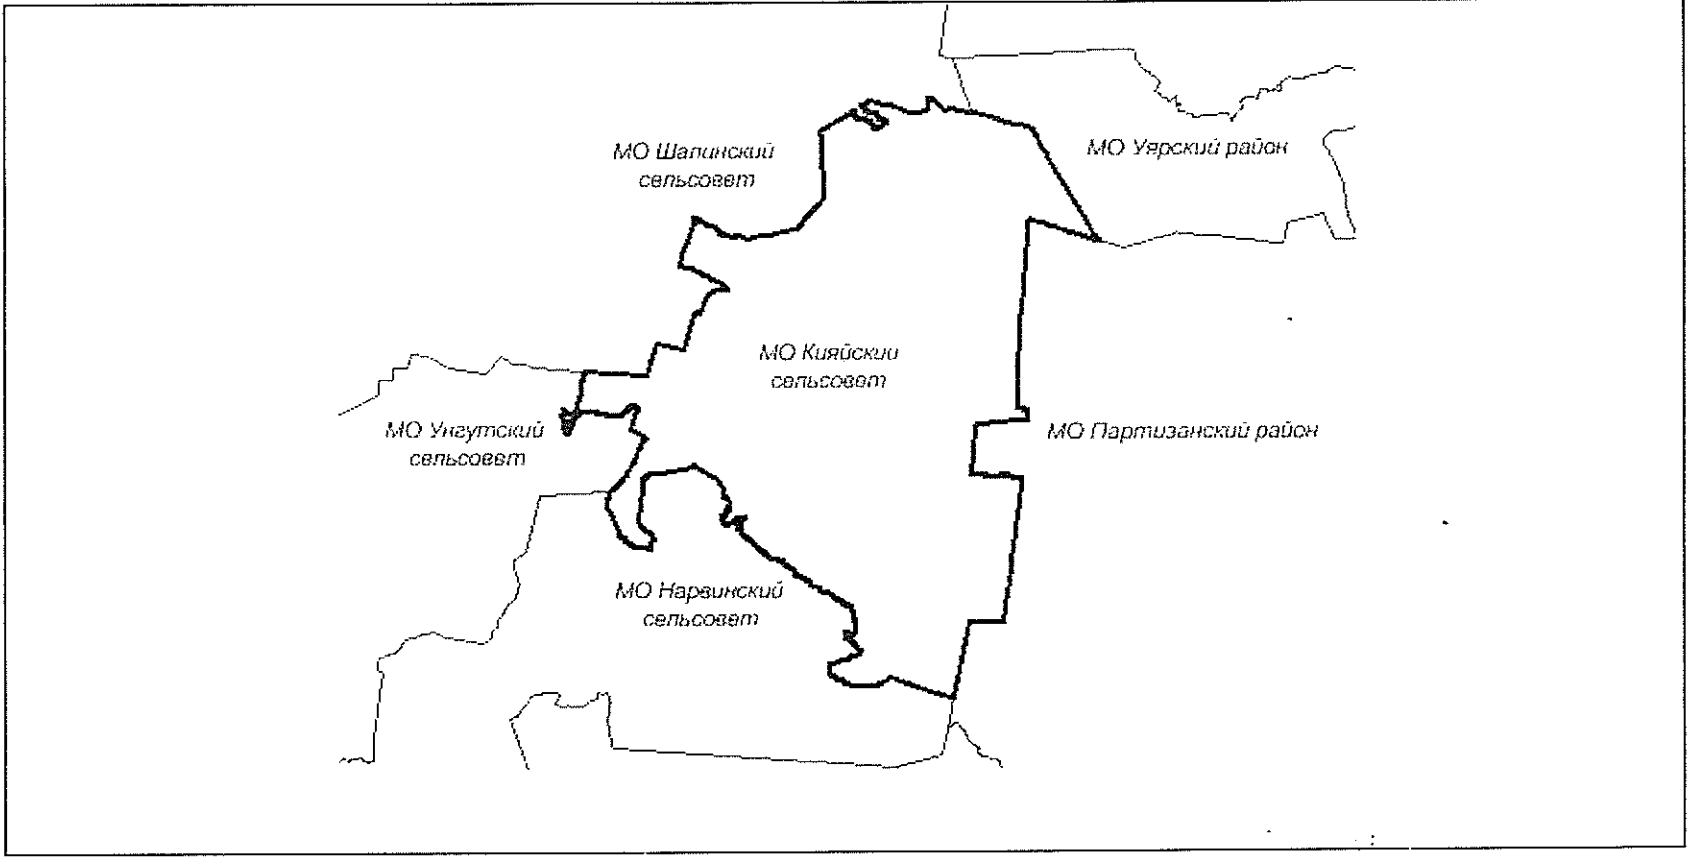 МО Шалинский
сельсовет
МО Уярский район
МО Кияйский
сельсовет
МО Унгутский
сельсовет
МО Партизанский район
МО Нарвинский
сельсовет